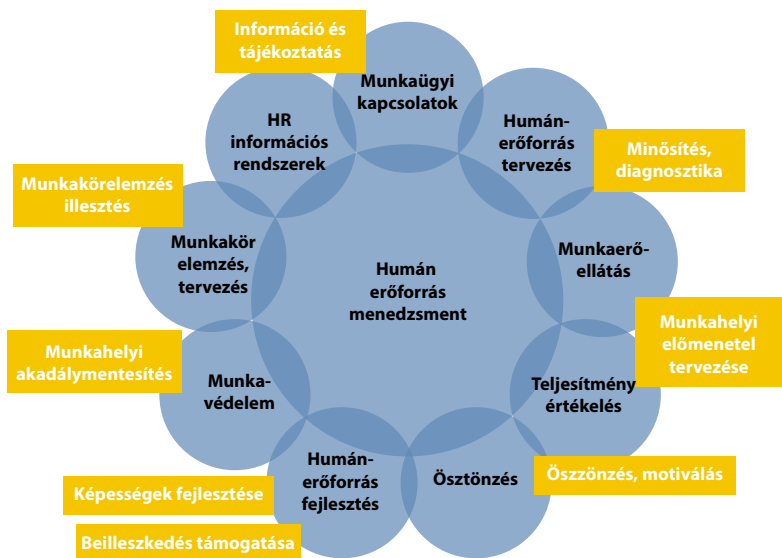 Információ és
tájékoztatás
Munkaügyi
kapcsolatok
HR
információs
rendszerek
Humán-
erőforrás
tervezés
Minősítés,
diagnosztika
Munkakörelemzés
illesztés
Munkakör
elemzés,
tervezés
Humán
erőforrás
menedzsment
Munkaerő-
ellátás
Munkahelyi
előmenetel
tervezése
Munkahelyi
akadálymentesítés
Munka-
védelem
Teljesítmény
értékelés
Humán-
erőforrás
fejlesztés
Ösztönzés
Öszzönzés, motiválás
Képességek fejlesztése
Beilleszkedés támogatása